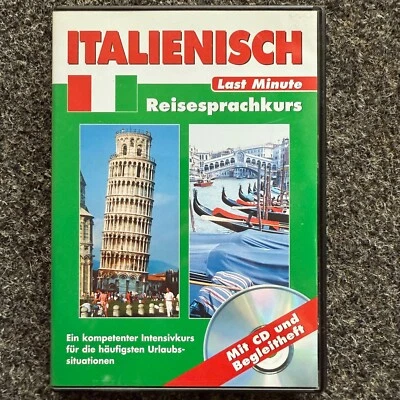 ITALIENISCH
Last Minute
Reisesprachkurs
Ein kompetenter Intensivkurs
für die häufigsten Urlaubs-
situationen
Mit CD und
Begleitheft